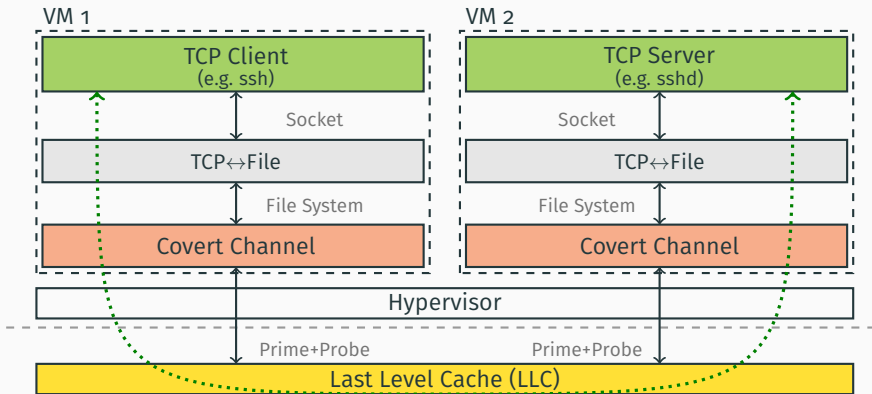 VM 1
VM 2
TCP Client
(e.g. ssh)
TCP Server
(e.g. sshd)
Socket
Socket
TCP↔File
TCP↔File
File System
File System
Covert Channel
Covert Channel
Hypervisor
Prime+Probe
Prime+Probe
Last Level Cache (LLC)